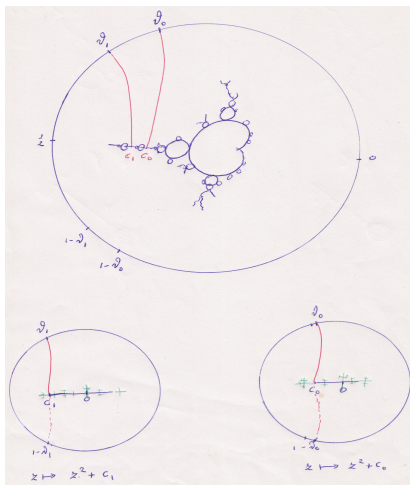 ϑ₀
ϑ₁
½
c₁ c₀
0
1-ϑ₁
1-ϑ₀
ϑ₁
c₁ 0
1-ϑ₁
z ↦ z² + c₁
ϑ₀
c₀ 0
1-ϑ₀
z ↦ z² + c₀